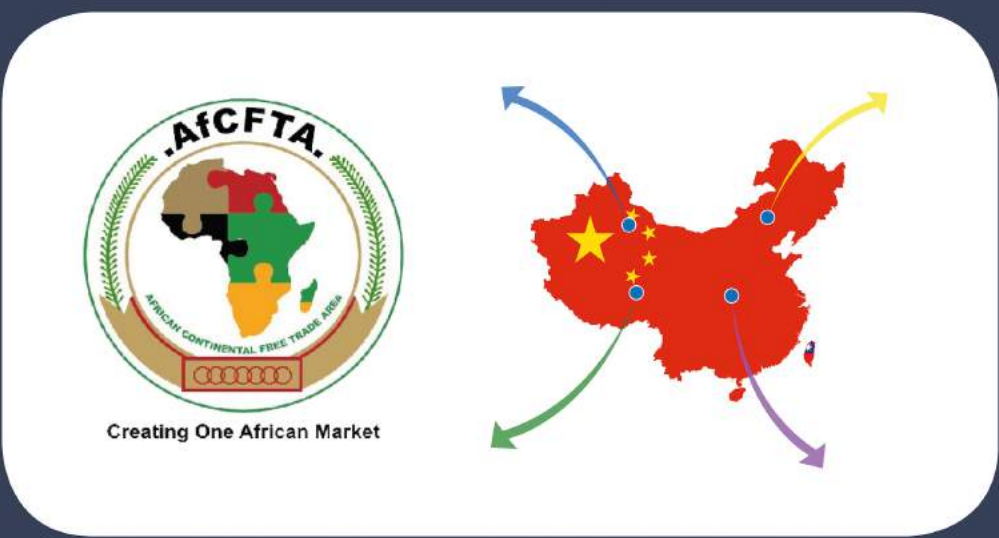 .AfCFTA.
AFRICAN CONTINENTAL FREE TRADE AREA
Creating One African Market